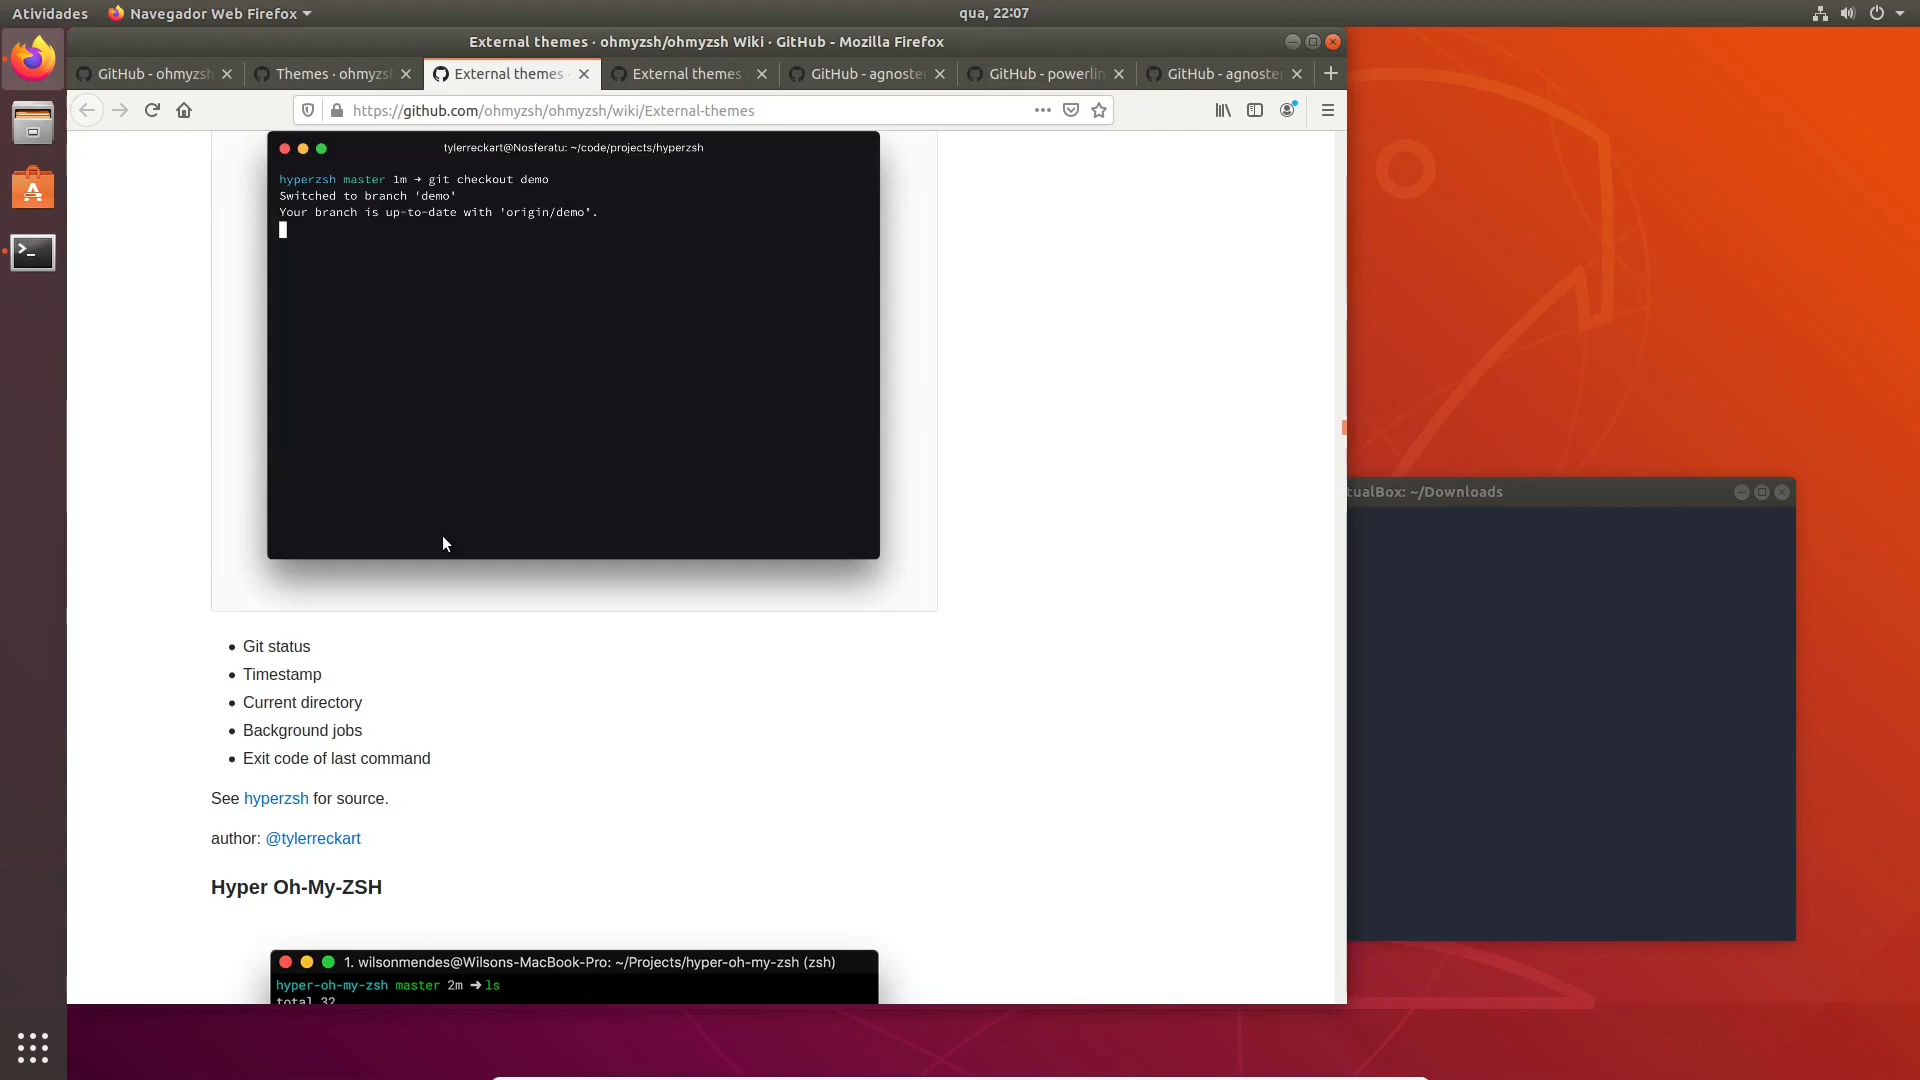 Atividades
Navegador Web Firefox
qua, 22:07
External themes · ohmyzsh/ohmyzsh Wiki · GitHub - Mozilla Firefox
GitHub - ohmyzsh
Themes · ohmyzsh
External themes
External themes
GitHub - agnoster
GitHub - powerlin
GitHub - agnoster
https://github.com/ohmyzsh/ohmyzsh/wiki/External-themes
tylerreckart@Nosferatu: ~/code/projects/hyperzsh
hyperzsh master 1m ➜ git checkout demo
Switched to branch 'demo'
Your branch is up-to-date with 'origin/demo'.
tualBox: ~/Downloads
Git status
Timestamp
Current directory
Background jobs
Exit code of last command
See hyperzsh for source.
author: @tylerreckart
Hyper Oh-My-ZSH
1. wilsonmendes@Wilsons-MacBook-Pro: ~/Projects/hyper-oh-my-zsh (zsh)
hyper-oh-my-zsh master 2m ➜ ls
total 32